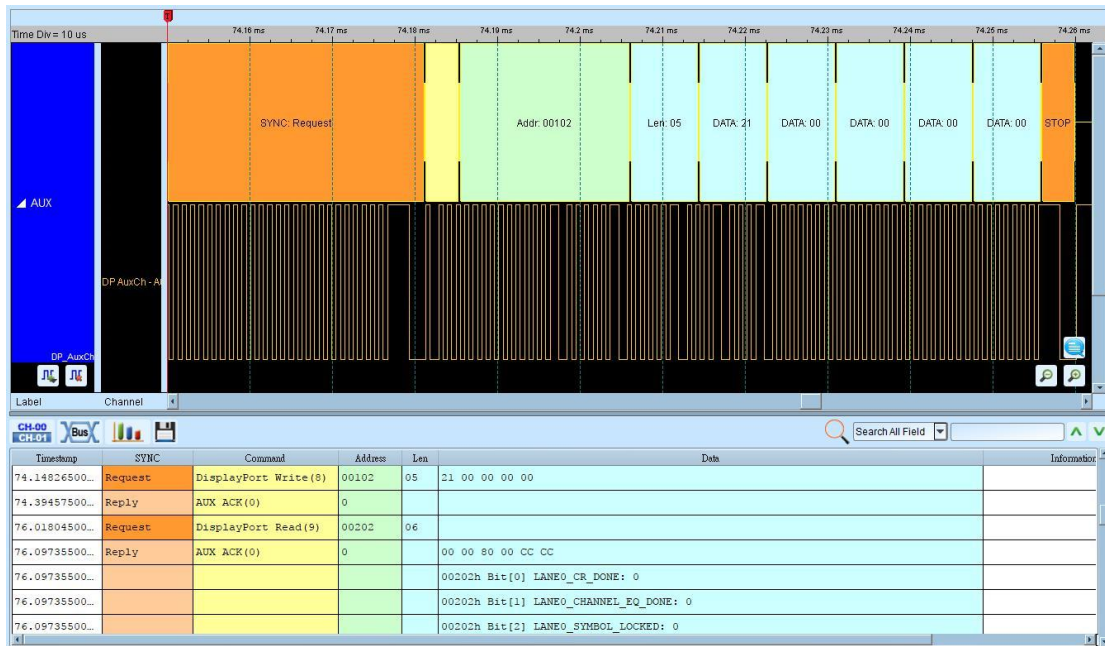 Time Div = 10 us
74.16 ms 74.17 ms 74.18 ms 74.19 ms 74.2 ms 74.21 ms 74.22 ms 74.23 ms 74.24 ms 74.25 ms 74.26 ms
SYNC: Request Addr: 00102 Len: 05 DATA: 21 DATA: 00 DATA: 00 DATA: 00 DATA: 00 STOP
AUX
DP AuxCh - A
DP_AuxCh
Label Channel
CH-00
CH-01 Bus Search All Field
Timestamp SYNC Command Address Len Data Information
74.14826500... Request DisplayPort Write(8) 00102 05 21 00 00 00 00
74.39457500... Reply AUX ACK(0) 0
76.01804500... Request DisplayPort Read(9) 00202 06
76.09735500... Reply AUX ACK(0) 0 00 00 80 00 CC CC
76.09735500... 00202h Bit[0] LANE0_CR_DONE: 0
76.09735500... 00202h Bit[1] LANE0_CHANNEL_EQ_DONE: 0
76.09735500... 00202h Bit[2] LANE0_SYMBOL_LOCKED: 0